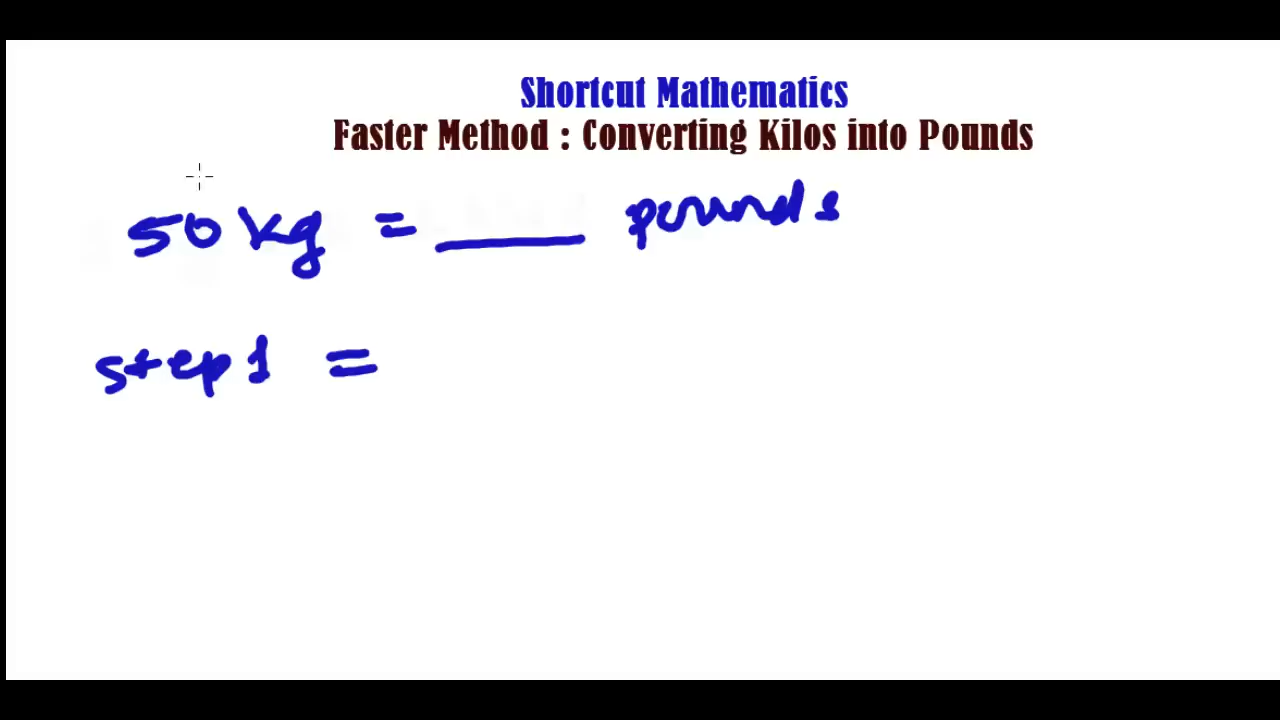 Shortcut Mathematics
Faster Method : Converting Kilos into Pounds
50 kg = ____ pounds
step 1 =